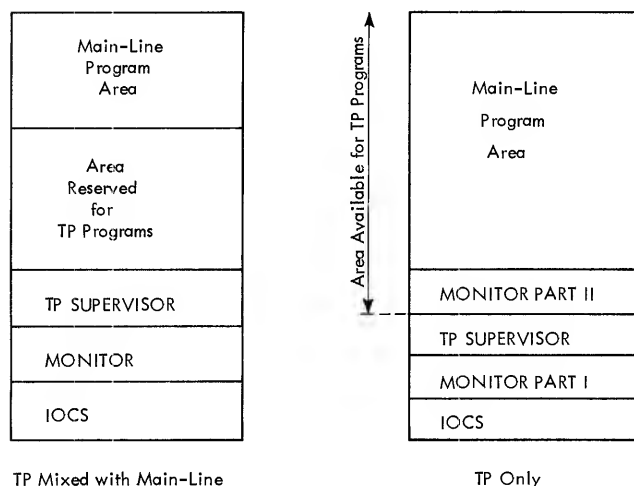 Main-Line
Program
Area
Area
Reserved
for
TP Programs
TP SUPERVISOR
MONITOR
IOCS
TP Mixed with Main-Line
Area Available for TP Programs
Main-Line
Program
Area
MONITOR PART II
TP SUPERVISOR
MONITOR PART I
IOCS
TP Only